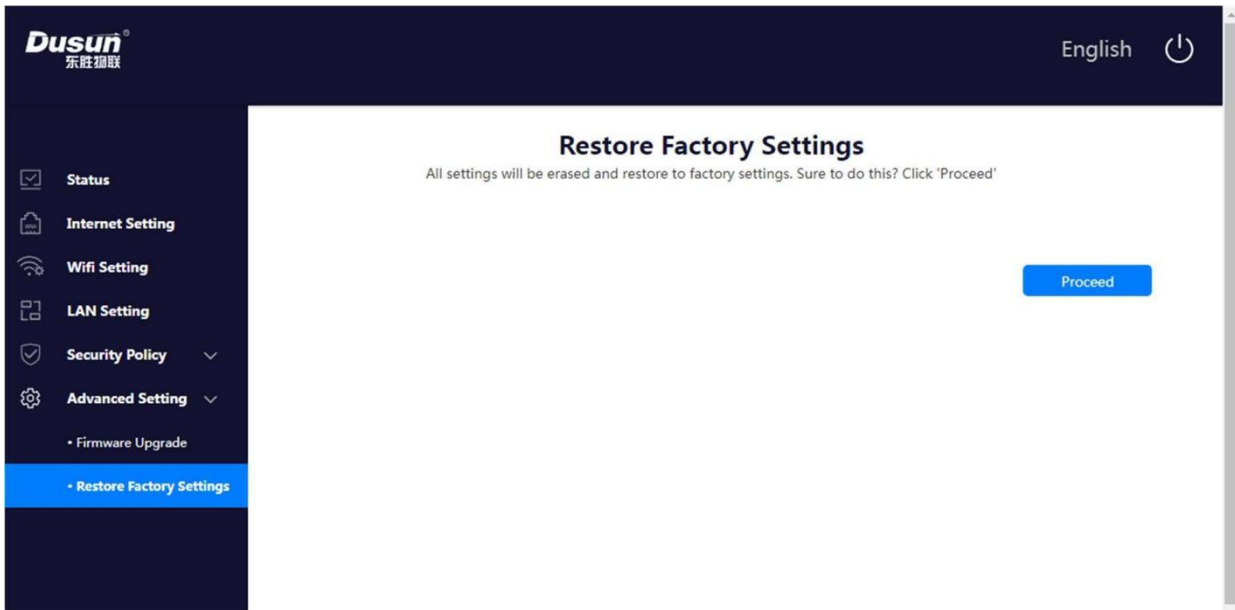 Dusun®
东胜物联
English
Status
Internet Setting
Wifi Setting
LAN Setting
Security Policy
Advanced Setting
• Firmware Upgrade
• Restore Factory Settings
Restore Factory Settings
All settings will be erased and restore to factory settings. Sure to do this? Click 'Proceed'
Proceed